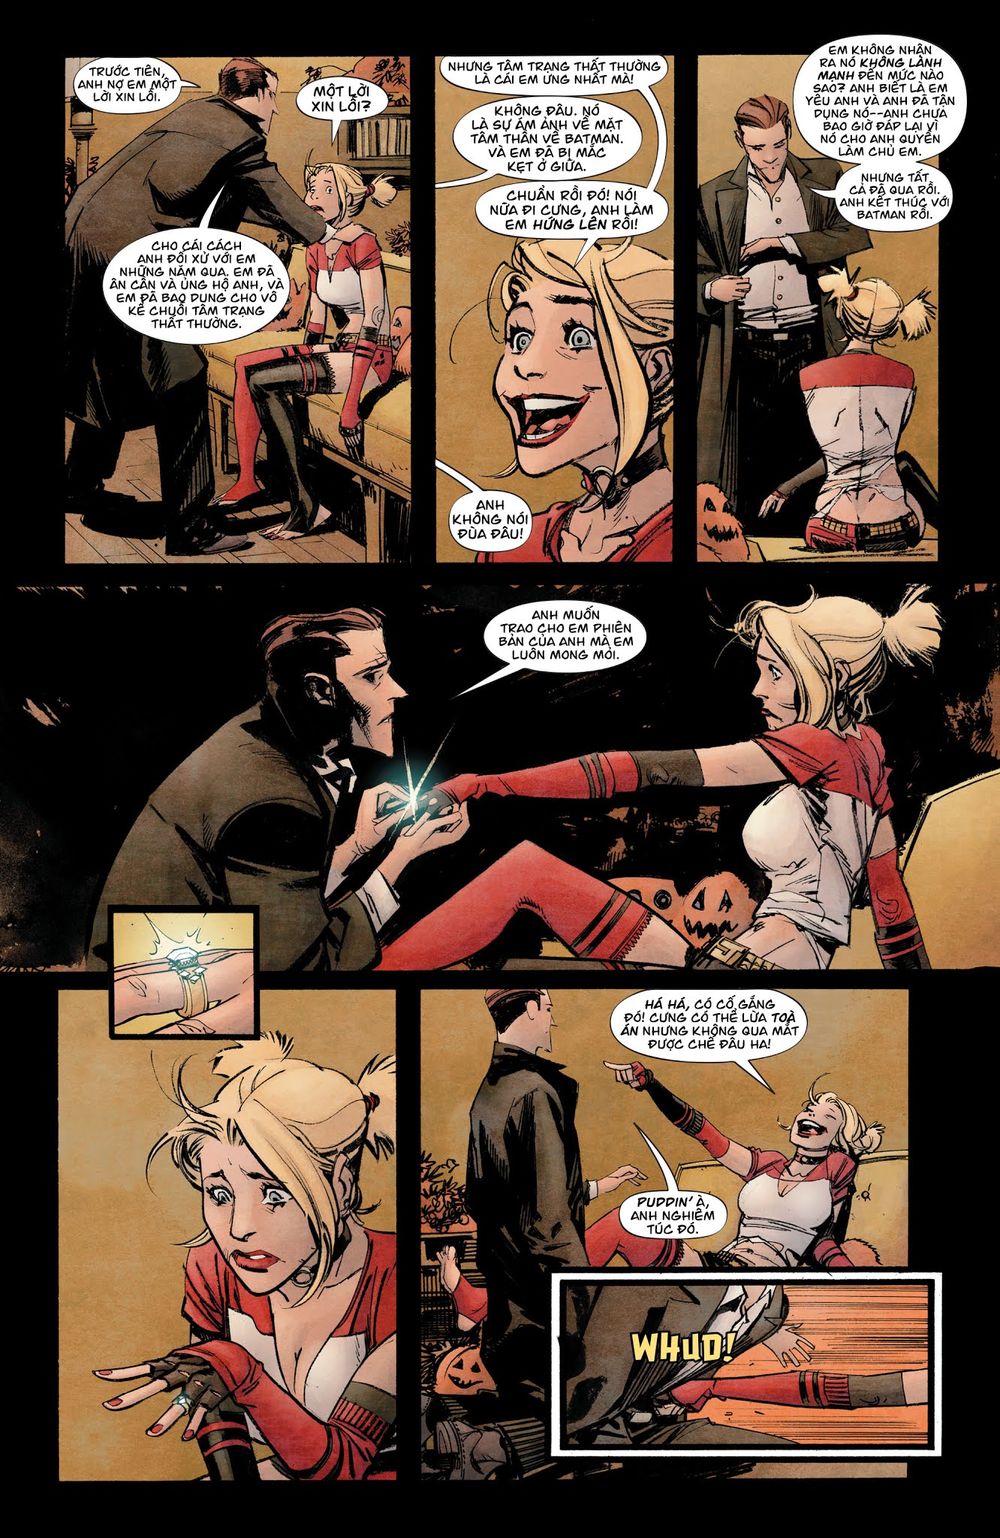 TRƯỚC TIÊN,
ANH NỢ EM MỘT
LỜI XIN LỖI.
MỘT LỜI
XIN LỖI?
CHO CÁI CÁCH
ANH ĐỐI XỬ VỚI EM
NHỮNG NĂM QUA. EM ĐÃ
ÂN CẦN VÀ ỦNG HỘ ANH, VÀ
EM ĐÃ BAO DUNG CHO VÔ
KỂ CHUỖI TÂM TRẠNG
THẤT THƯỜNG.
NHƯNG TÂM TRẠNG THẤT THƯỜNG
LÀ CÁI EM ƯNG NHẤT MÀ!
KHÔNG ĐÂU. NÓ
LÀ SỰ ÁM ẢNH VỀ MẶT
TÂM THẦN VỀ BATMAN.
VÀ EM ĐÃ BỊ MẮC
KẸT Ở GIỮA.
CHUẨN RỒI ĐÓ! NÓI
NỮA ĐI CƯNG, ANH LÀM
EM HỨNG LÊN RỒI!
ANH
KHÔNG NÓI
ĐÙA ĐÂU!
EM KHÔNG NHẬN
RA NÓ KHÔNG LÀNH
MẠNH ĐẾN MỨC NÀO
SAO? ANH BIẾT LÀ EM
YÊU ANH VÀ ANH ĐÃ TẬN
DỤNG NÓ--ANH CHƯA
BAO GIỜ ĐÁP LẠI VÌ
NÓ CHO ANH QUYỀN
LÀM CHỦ EM.
NHƯNG TẤT
CẢ ĐÃ QUA RỒI.
ANH KẾT THÚC VỚI
BATMAN RỒI.
ANH MUỐN
TRAO CHO EM PHIÊN
BẢN CỦA ANH MÀ EM
LUÔN MONG MỎI.
HÁ HÁ, CÓ CỐ GẮNG
ĐÓ! CƯNG CÓ THỂ LỪA TOÀ
ÁN NHƯNG KHÔNG QUA MẮT
ĐƯỢC CHẾ ĐÂU HA!
PUDDIN' À,
ANH NGHIÊM
TÚC ĐÓ.
WHUD!